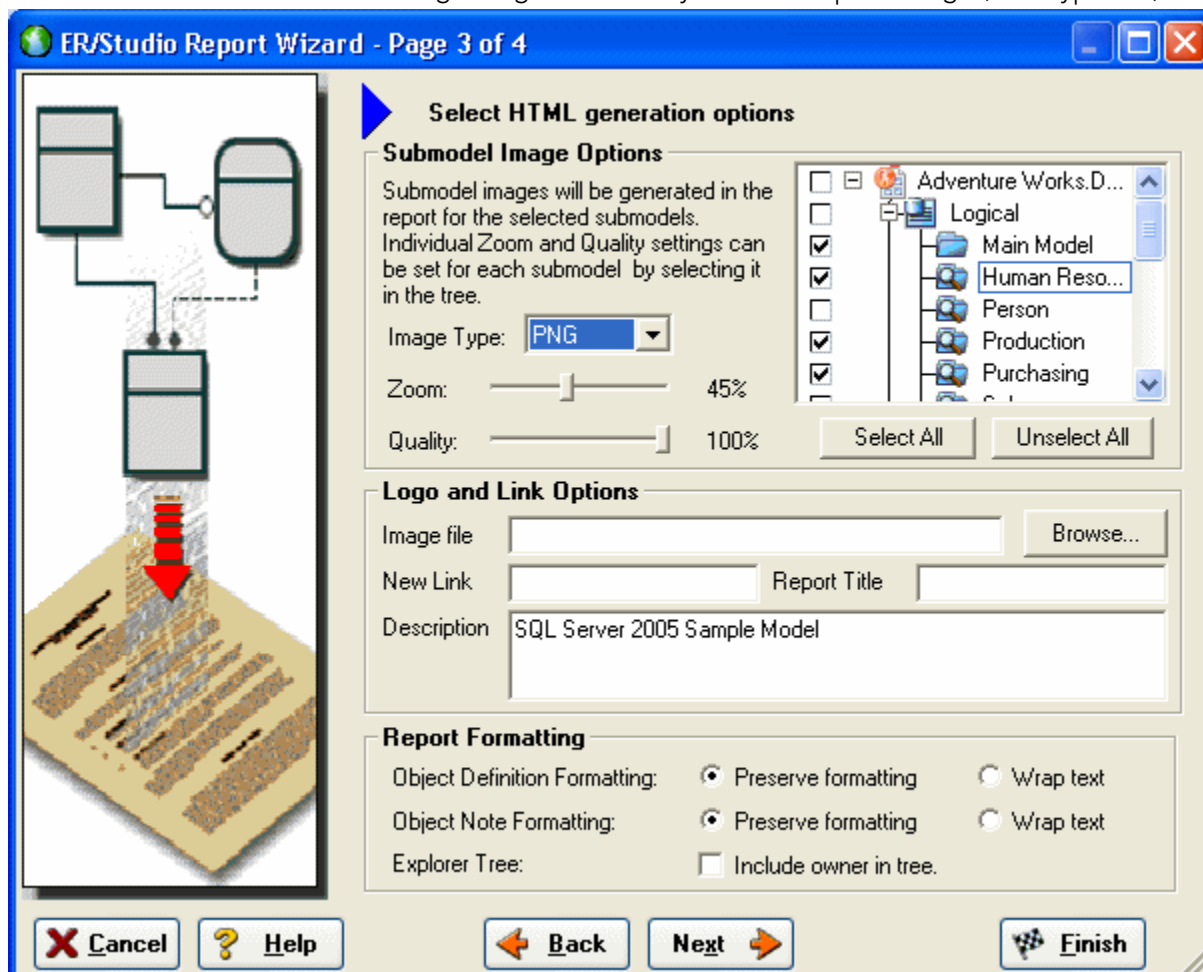 ER/Studio Report Wizard - Page 3 of 4
Select HTML generation options
Submodel Image Options
Submodel images will be generated in the
report for the selected submodels.
Individual Zoom and Quality settings can
be set for each submodel by selecting it
in the tree.
Image Type: PNG
Zoom: 45%
Quality: 100%
Adventure Works.D...
Logical
Main Model
Human Reso...
Person
Production
Purchasing
Select All Unselect All
Logo and Link Options
Image file Browse...
New Link Report Title
Description SQL Server 2005 Sample Model
Report Formatting
Object Definition Formatting: Preserve formatting Wrap text
Object Note Formatting: Preserve formatting Wrap text
Explorer Tree: Include owner in tree.
Cancel Help Back Next Finish